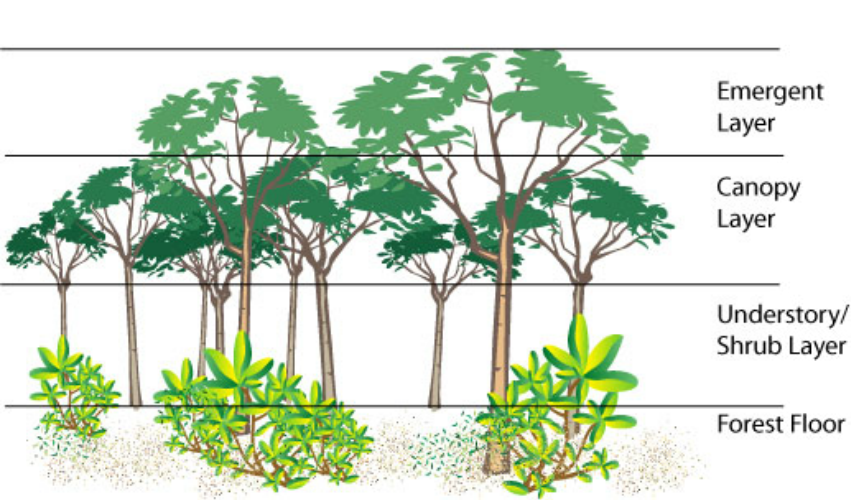 Emergent
Layer
Canopy
Layer
Understory/
Shrub Layer
Forest Floor